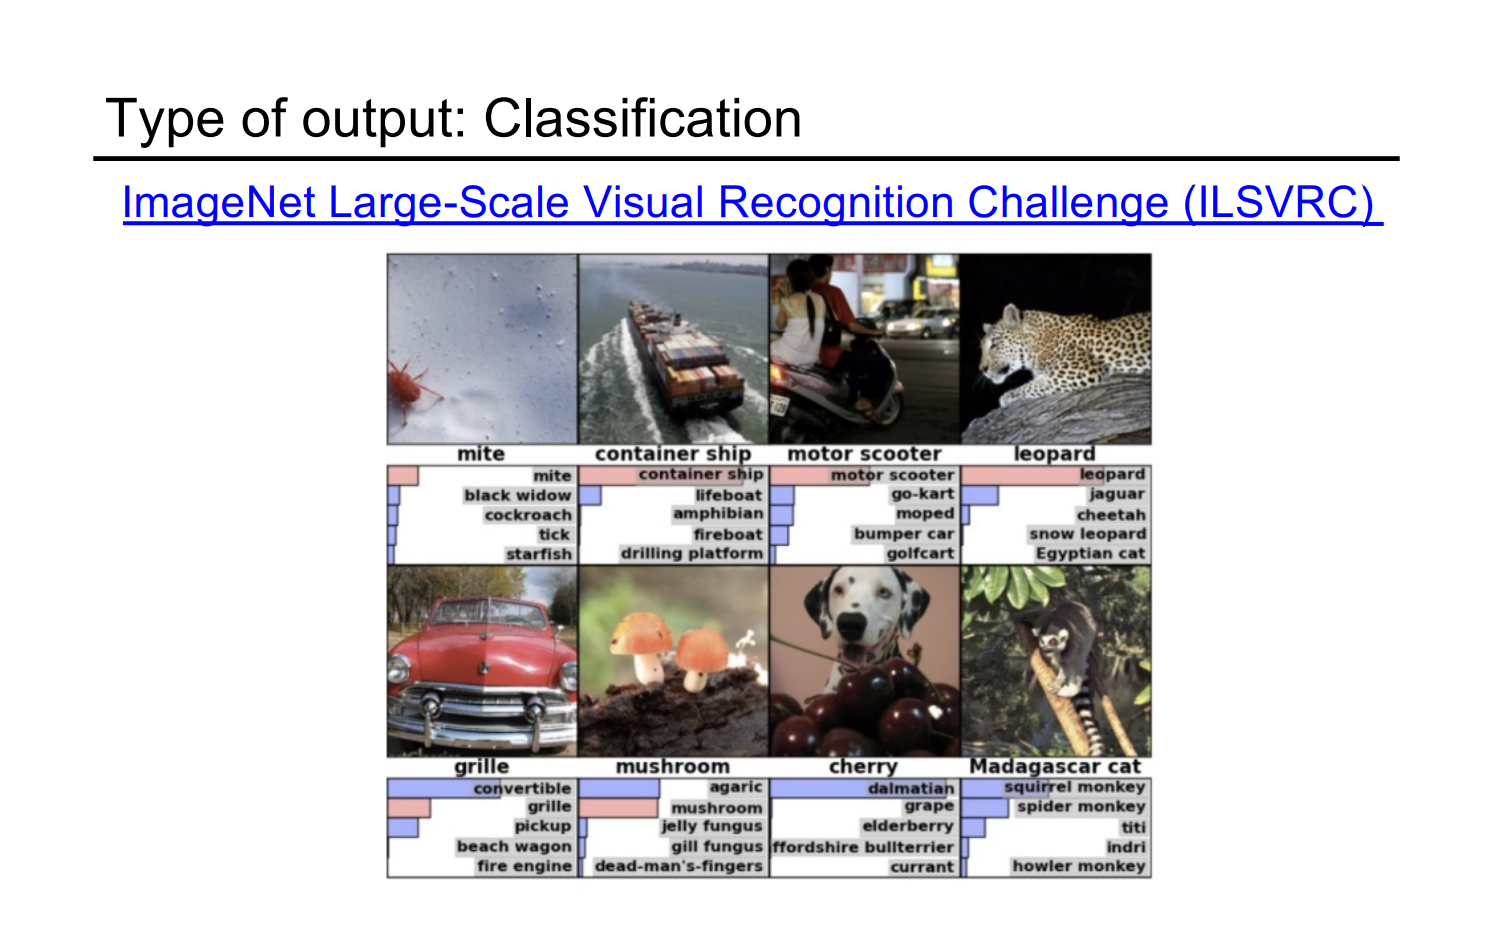 Type of output: Classification
ImageNet Large-Scale Visual Recognition Challenge (ILSVRC)
mite container ship motor scooter leopard
mite container ship motor scooter leopard
black widow lifeboat go-kart jaguar
cockroach amphibian moped cheetah
tick fireboat bumper car snow leopard
starfish drilling platform golfcart Egyptian cat
grille mushroom cherry Madagascar cat
convertible agaric dalmatian squirrel monkey
grille mushroom grape spider monkey
pickup jelly fungus elderberry titi
beach wagon gill fungus ffordshire bullterrier indri
fire engine dead-man's-fingers currant howler monkey